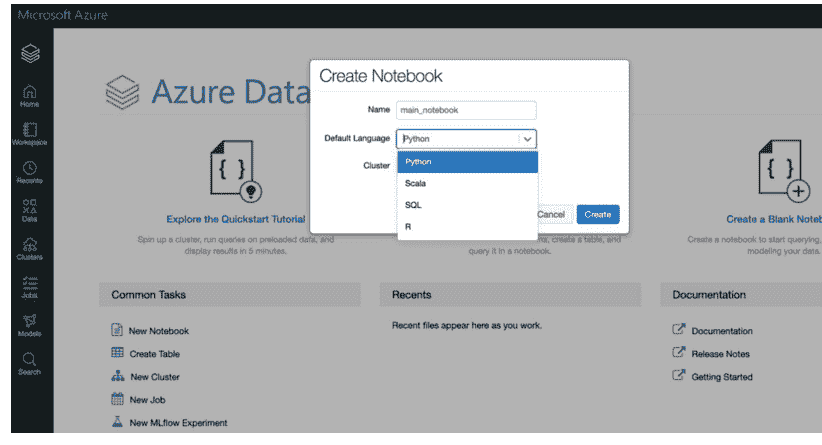 Microsoft Azure
Home
Workspace
Recents
Data
Clusters
Jobs
Models
Search
Azure Data
Create Notebook
Name main_notebook
Default Language Python
Cluster
Python
Scala
SQL
R
Cancel Create
Explore the Quickstart Tutorial
Spin up a cluster, run queries on preloaded data, and
display results in 5 minutes.
create a table, and
query it in a notebook.
Create a Blank Noteb
Create a notebook to start querying,
modeling your data.
Common Tasks
New Notebook
Create Table
New Cluster
New Job
New MLflow Experiment
Recents
Recent files appear here as you work.
Documentation
Documentation
Release Notes
Getting Started